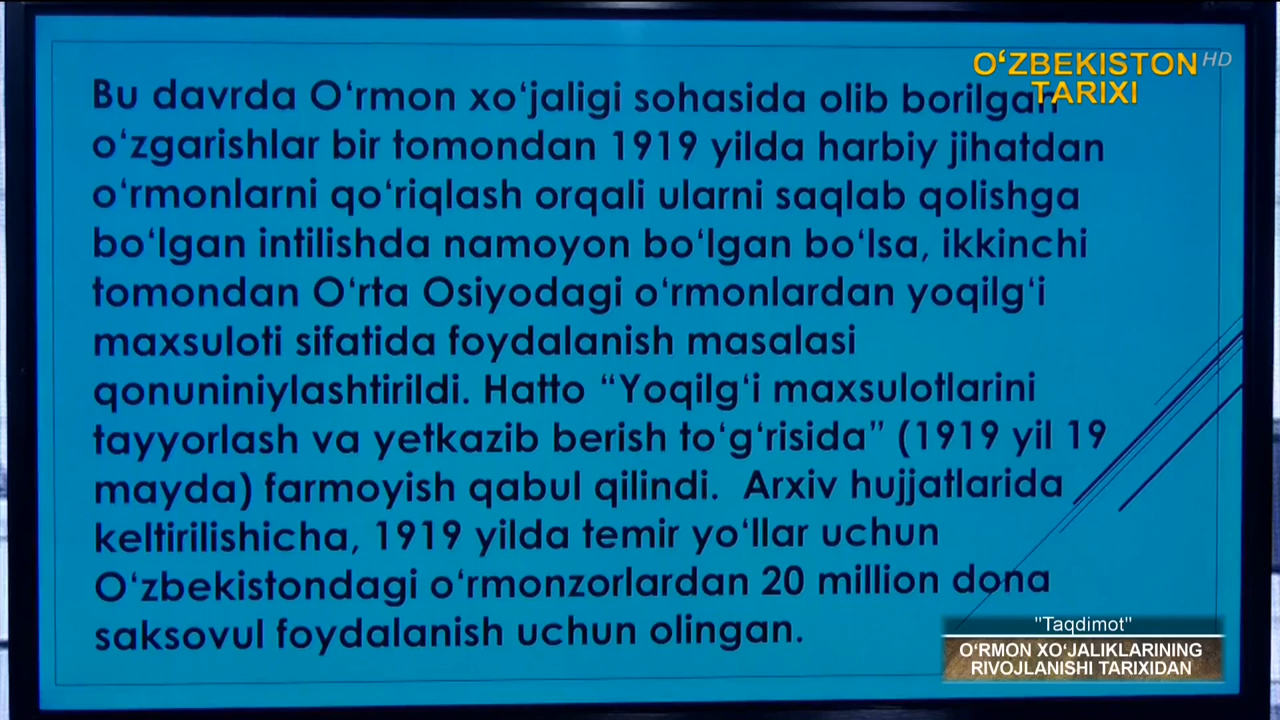 O‘ZBEKISTON HD
TARIXI
Bu davrda O‘rmon xo‘jaligi sohasida olib borilgan
o‘zgarishlar bir tomondan 1919 yilda harbiy jihatdan
o‘rmonlarni qo‘riqlash orqali ularni saqlab qolishga
bo‘lgan intilishda namoyon bo‘lgan bo‘lsa, ikkinchi
tomondan O‘rta Osiyodagi o‘rmonlardan yoqilg‘i
maxsuloti sifatida foydalanish masalasi
qonuniniylashtirildi. Hatto “Yoqilg‘i maxsulotlarini
tayyorlash va yetkazib berish to‘g‘risida” (1919 yil 19
mayda) farmoyish qabul qilindi. Arxiv hujjatlarida
keltirilishicha, 1919 yilda temir yo‘llar uchun
O‘zbekistondagi o‘rmonzorlardan 20 million dona
saksovul foydalanish uchun olingan.
"Taqdimot"
O‘RMON XO‘JALIKLARINING
RIVOJLANISHI TARIXIDAN